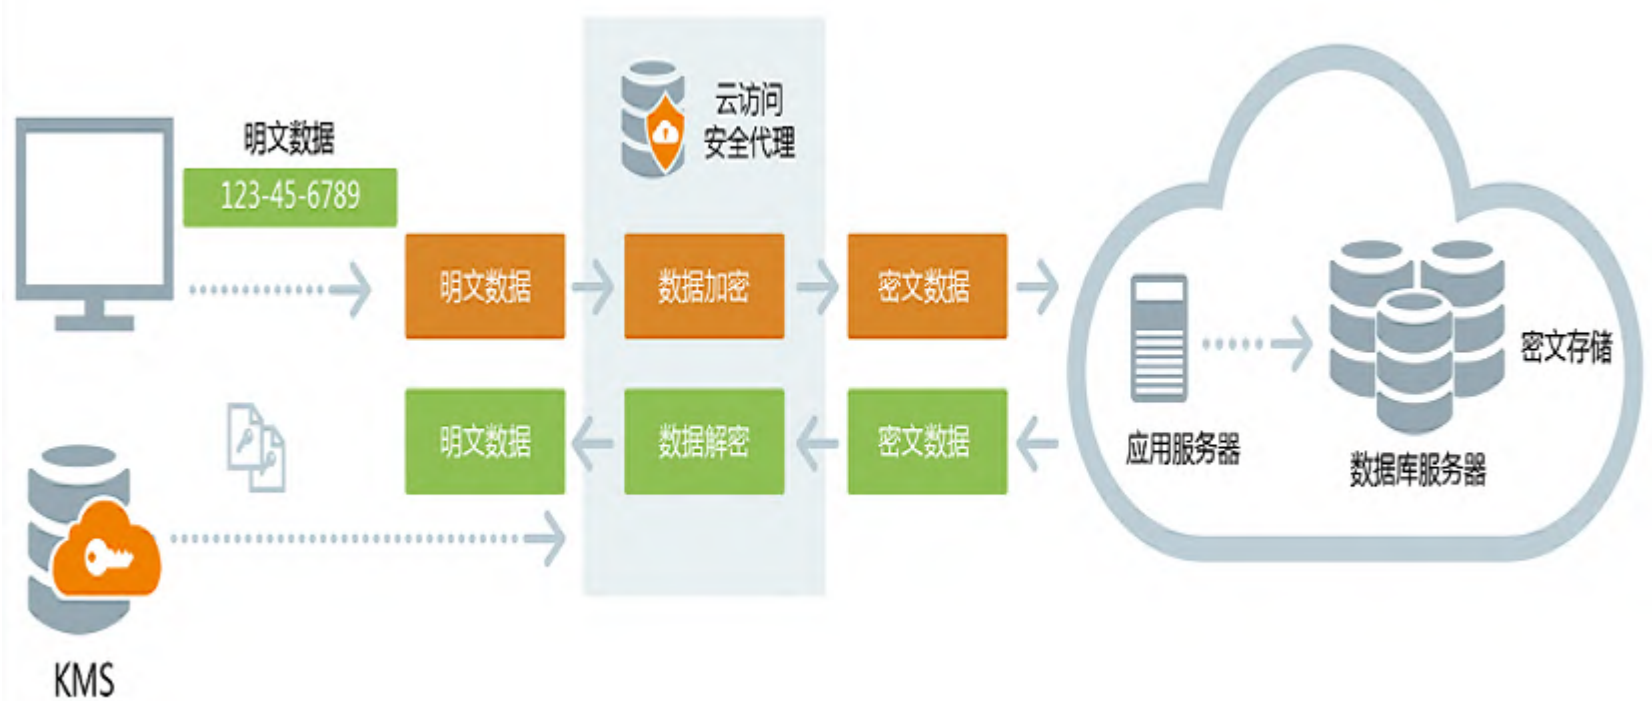 云访问
安全代理
明文数据
123-45-6789
明文数据
数据加密
密文数据
密文存储
明文数据
数据解密
密文数据
应用服务器
数据库服务器
KMS